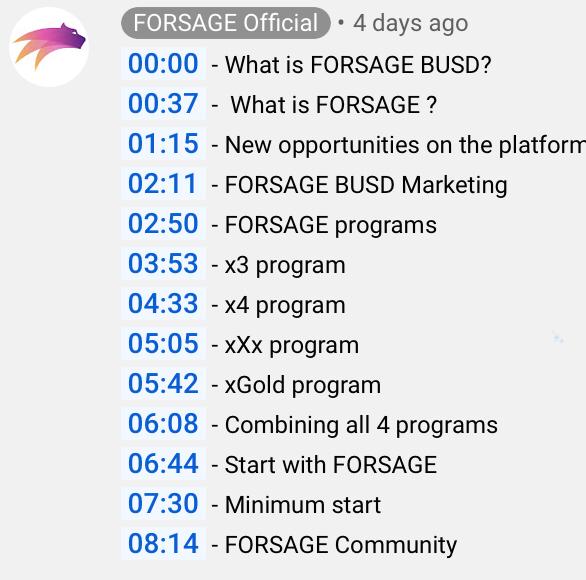 FORSAGE Official • 4 days ago
00:00 - What is FORSAGE BUSD?
00:37 - What is FORSAGE ?
01:15 - New opportunities on the platform
02:11 - FORSAGE BUSD Marketing
02:50 - FORSAGE programs
03:53 - x3 program
04:33 - x4 program
05:05 - xXx program
05:42 - xGold program
06:08 - Combining all 4 programs
06:44 - Start with FORSAGE
07:30 - Minimum start
08:14 - FORSAGE Community